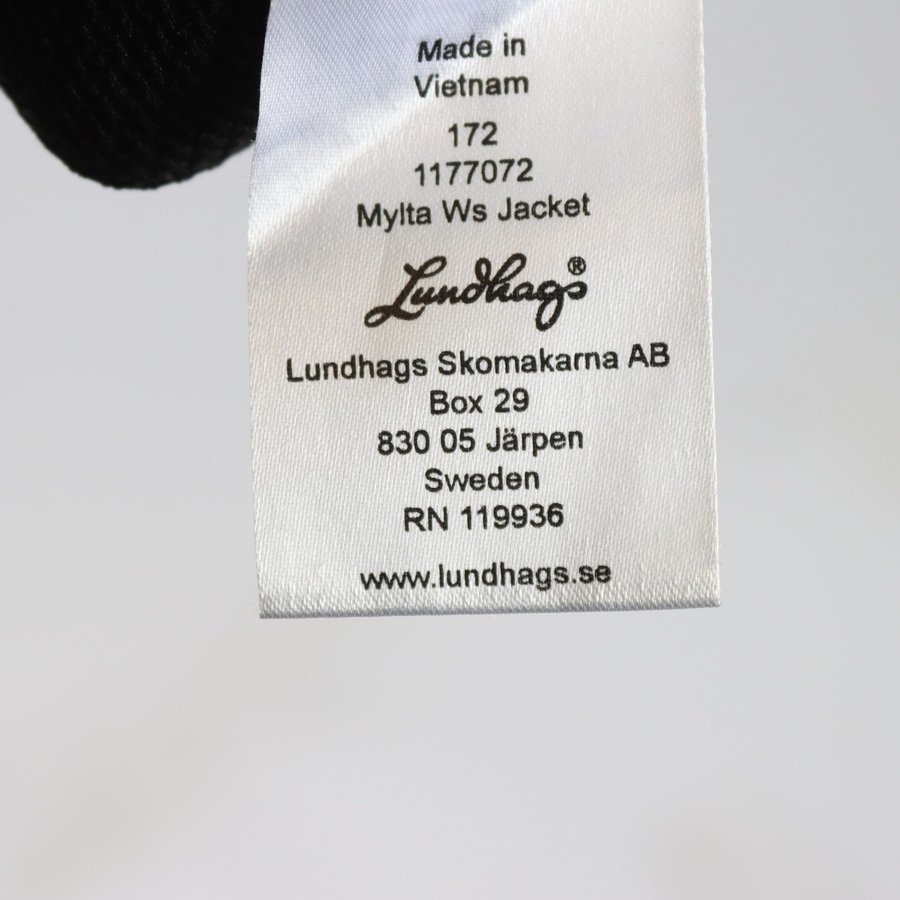 Made in
Vietnam
172
1177072
Mylta Ws Jacket
Lundhags®
Lundhags Skomakarna AB
Box 29
830 05 Järpen
Sweden
RN 119936
www.lundhags.se